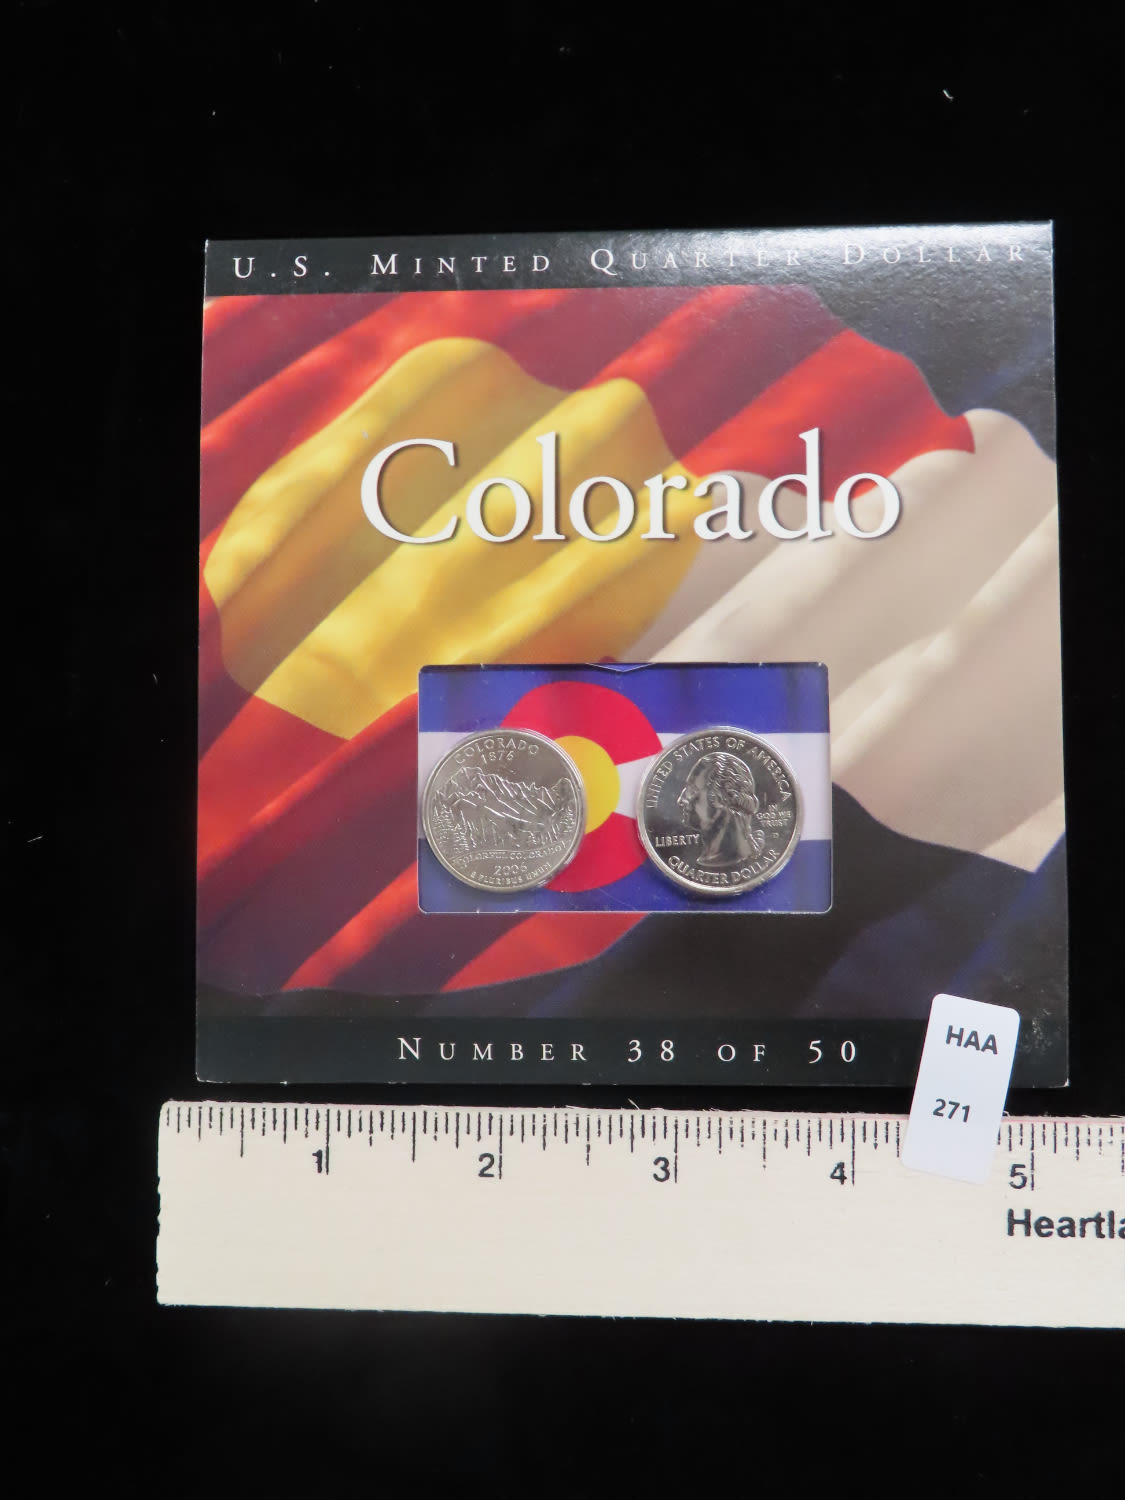 U.S. MINTED QUARTER DOLLAR
Colorado
COLORADO
1876
COLORFUL COLORADO
2006
E PLURIBUS UNUM
UNITED STATES OF AMERICA
IN
GOD WE
TRUST
LIBERTY
D
QUARTER DOLLAR
NUMBER 38 OF 50
HAA
271
1 2 3 4 5
Heartla